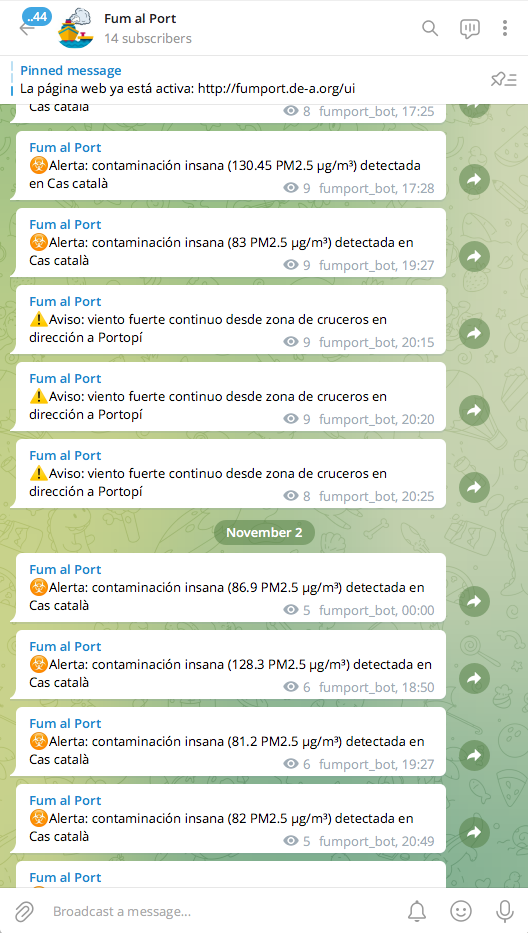 ..44
Fum al Port
14 subscribers
Pinned message
La página web ya está activa: http://fumport.de-a.org/ui
Cas català
8 17:25
Fum al Port
Alerta: contaminación insana (130.45 PM2.5 µg/m³) detectada
en Cas català
9 fumport_bot, 17:28
Fum al Port
Alerta: contaminación insana (83 PM2.5 µg/m³) detectada en
Cas català
9 fumport_bot, 19:27
Fum al Port
Aviso: viento fuerte continuo desde zona de cruceros en
dirección a Portopí
9 fumport_bot, 20:15
Fum al Port
Aviso: viento fuerte continuo desde zona de cruceros en
dirección a Portopí
9 fumport_bot, 20:20
Fum al Port
Aviso: viento fuerte continuo desde zona de cruceros en
dirección a Portopí
8 fumport_bot, 20:25
November 2
Fum al Port
Alerta: contaminación insana (86.9 PM2.5 µg/m³) detectada en
Cas català
5 fumport_bot, 00:00
Fum al Port
Alerta: contaminación insana (128.3 PM2.5 µg/m³) detectada en
Cas català
6 fumport_bot, 18:50
Fum al Port
Alerta: contaminación insana (81.2 PM2.5 µg/m³) detectada en
Cas català
6 fumport_bot, 19:27
Fum al Port
Alerta: contaminación insana (82 PM2.5 µg/m³) detectada en
Cas català
5 fumport_bot, 20:49
Fum al Port
Broadcast a message...